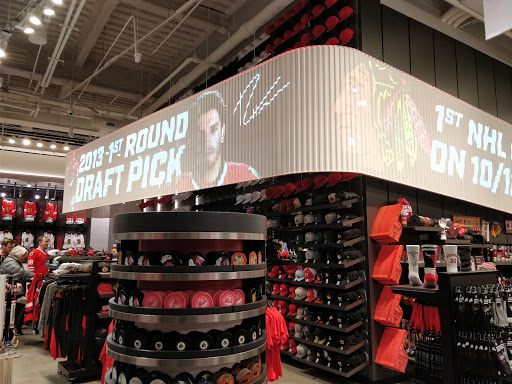 2013 - 1ST ROUND
DRAFT PICK
1ST NHL
ON 10/1